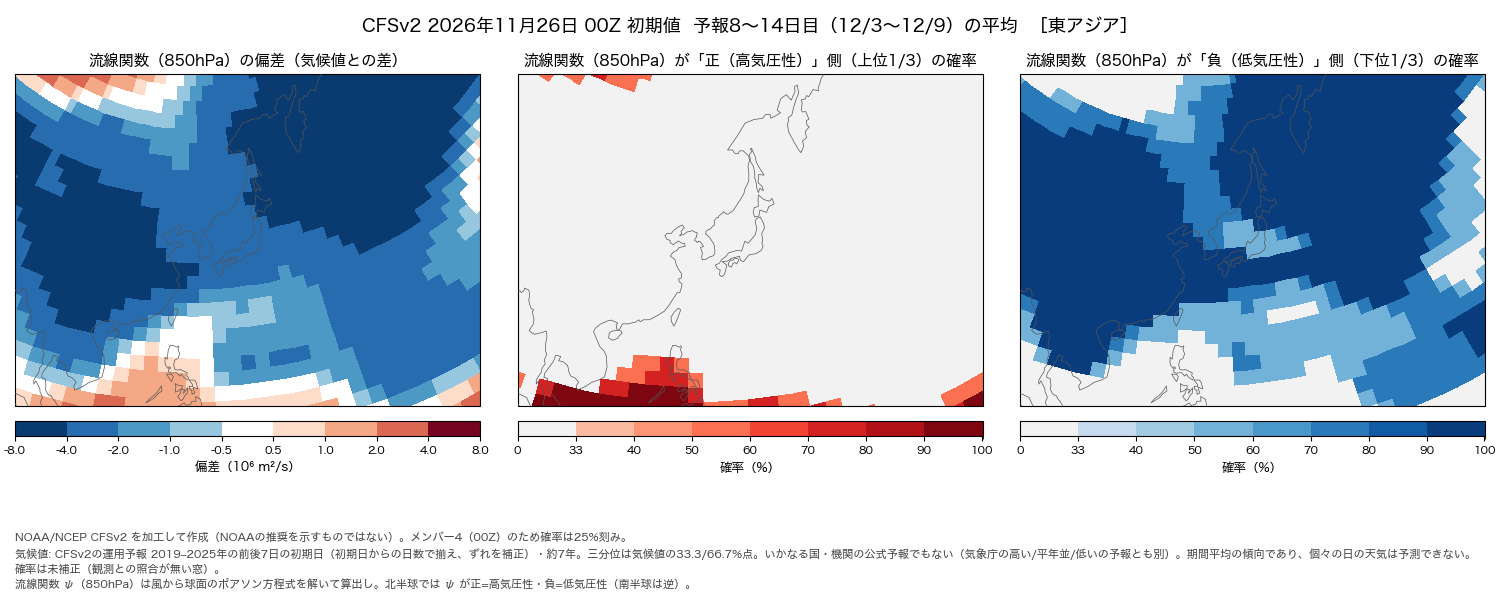 CFSv2 2026年11月26日 00Z 初期値 予報8〜14日目（12/3〜12/9）の平均 ［東アジア］
流線関数（850hPa）の偏差（気候値との差）
流線関数（850hPa）が「正（高気圧性）」側（上位1/3）の確率
流線関数（850hPa）が「負（低気圧性）」側（下位1/3）の確率
-8.0 -4.0 -2.0 -1.0 -0.5 0.5 1.0 2.0 4.0 8.0
偏差（10⁶ m²/s）
0 33 40 50 60 70 80 90 100
確率（%）
0 33 40 50 60 70 80 90 100
確率（%）
NOAA/NCEP CFSv2 を加工して作成（NOAAの推奨を示すものではない）。メンバー4（00Z）のため確率は25%刻み。
気候値: CFSv2の運用予報 2019–2025年の前後7日の初期日（初期日からの日数で揃え、ずれを補正）・約7年。三分位は気候値の33.3/66.7%点。いかなる国・機関の公式予報でもない（気象庁の高い/平年並/低いの予報とも別）。期間平均の傾向であり、個々の日の天気は予測できない。
確率は未補正（観測との照合が無い窓）。
流線関数 ψ（850hPa）は風から球面のポアソン方程式を解いて算出し。北半球では ψ が正=高気圧性・負=低気圧性（南半球は逆）。